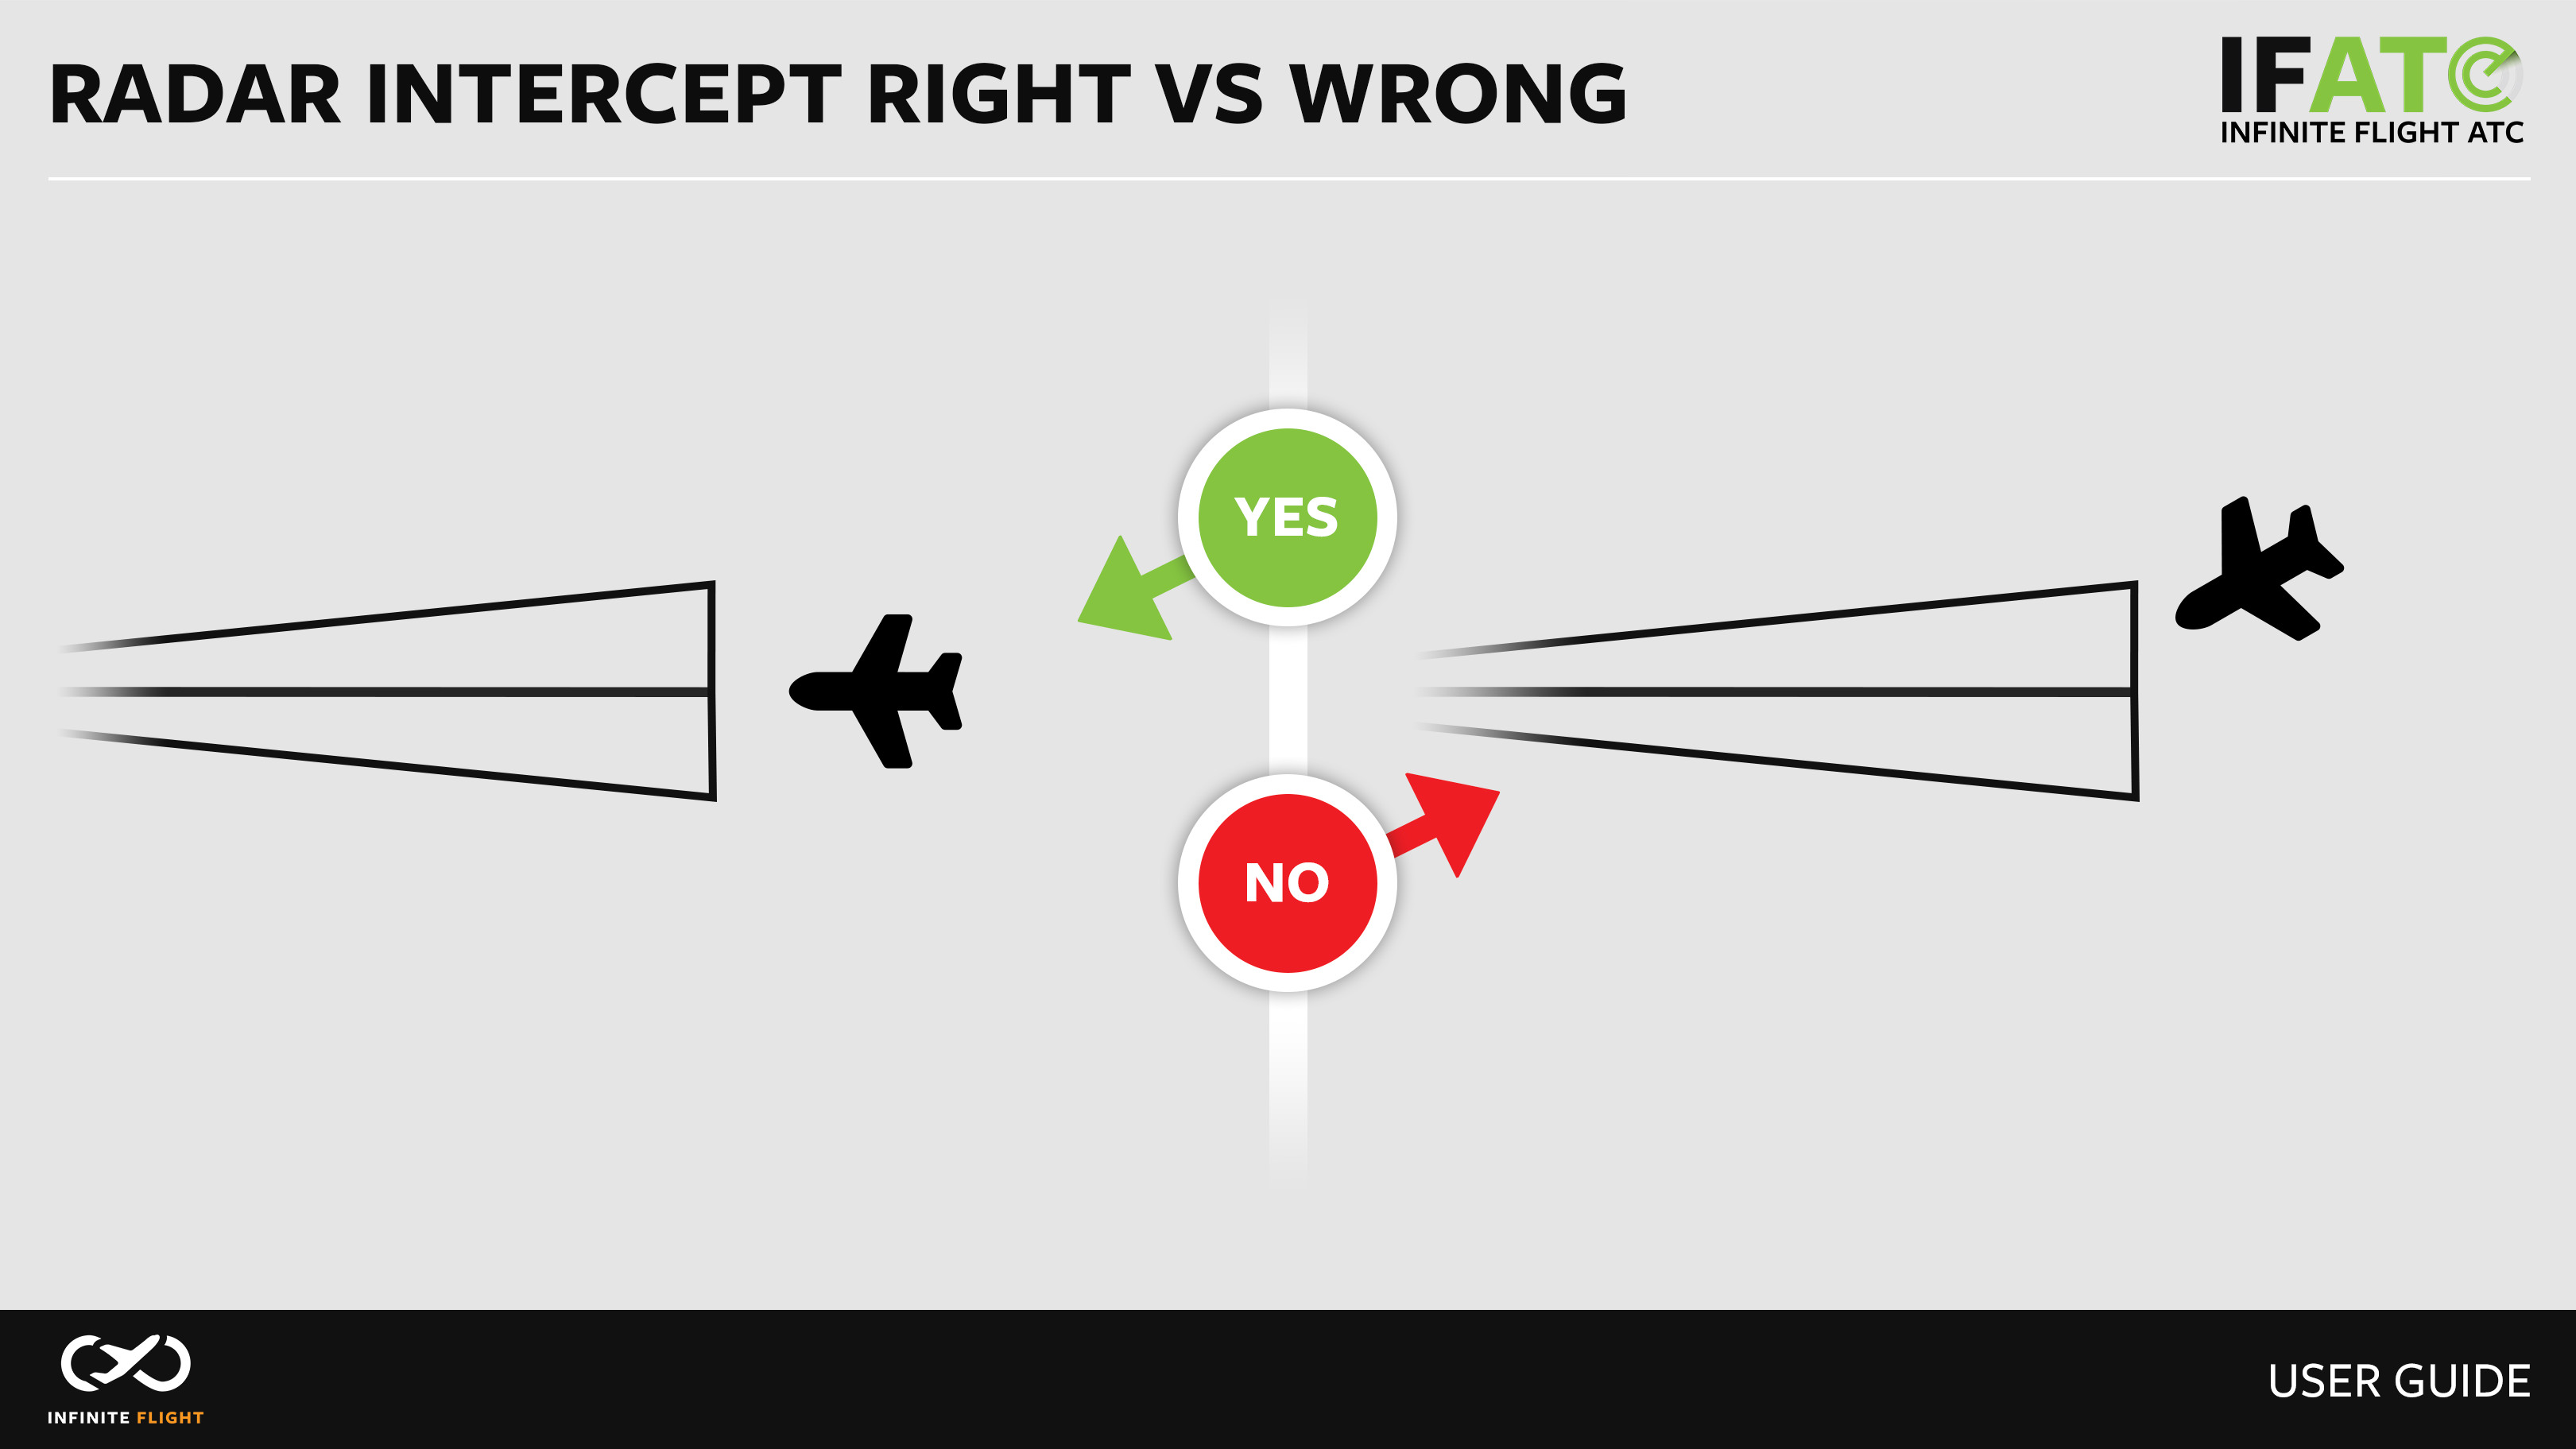 RADAR INTERCEPT RIGHT VS WRONG
IFATC
INFINITE FLIGHT ATC
YES
NO
INFINITE FLIGHT
USER GUIDE